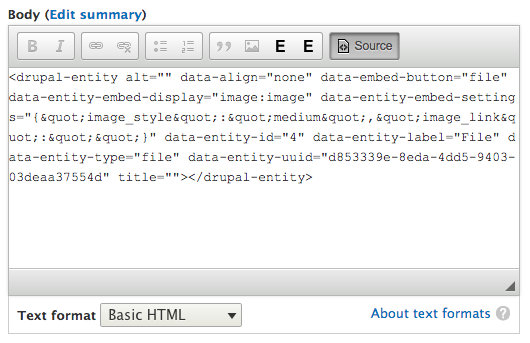 Body (Edit summary)
B I E E Source
<drupal-entity alt="" data-align="none" data-embed-button="file"
data-entity-embed-display="image:image" data-entity-embed-setting
s="{&quot;image_style&quot;:&quot;medium&quot;,&quot;image_link&q
uot;:&quot;&quot;}" data-entity-id="4" data-entity-label="File" d
ata-entity-type="file" data-entity-uuid="d853339e-8eda-4dd5-9403-
03deaa37554d" title=""></drupal-entity>
Text format Basic HTML About text formats ?